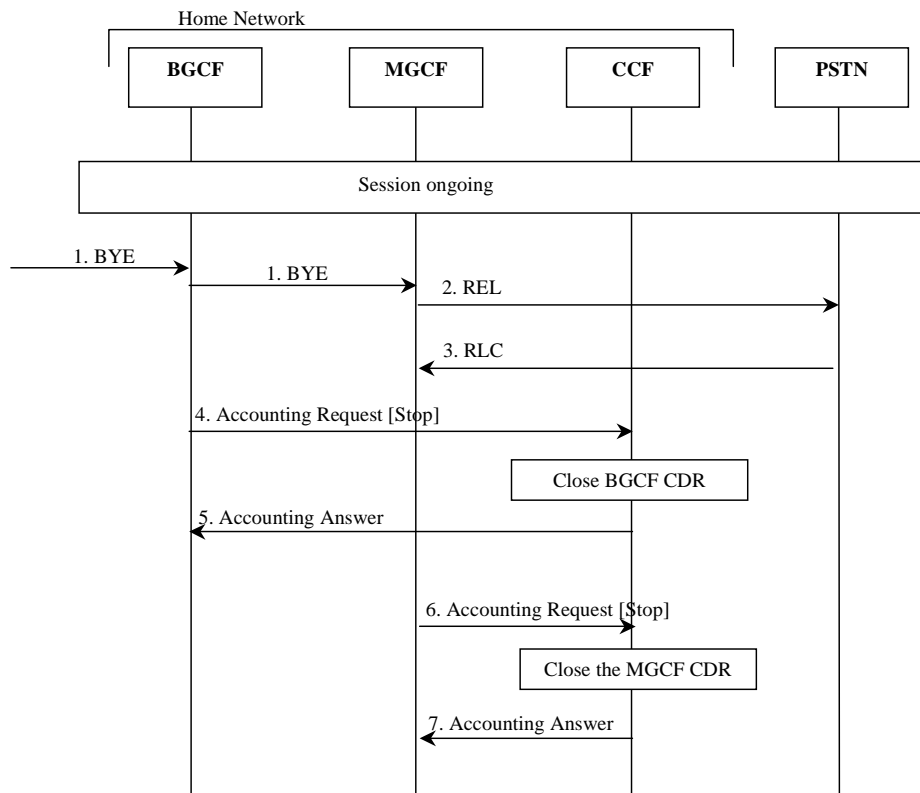 Home Network
BGCF
MGCF
CCF
PSTN
Session ongoing
1. BYE
1. BYE
2. REL
3. RLC
4. Accounting Request [Stop]
Close BGCF CDR
5. Accounting Answer
6. Accounting Request [Stop]
Close the MGCF CDR
7. Accounting Answer